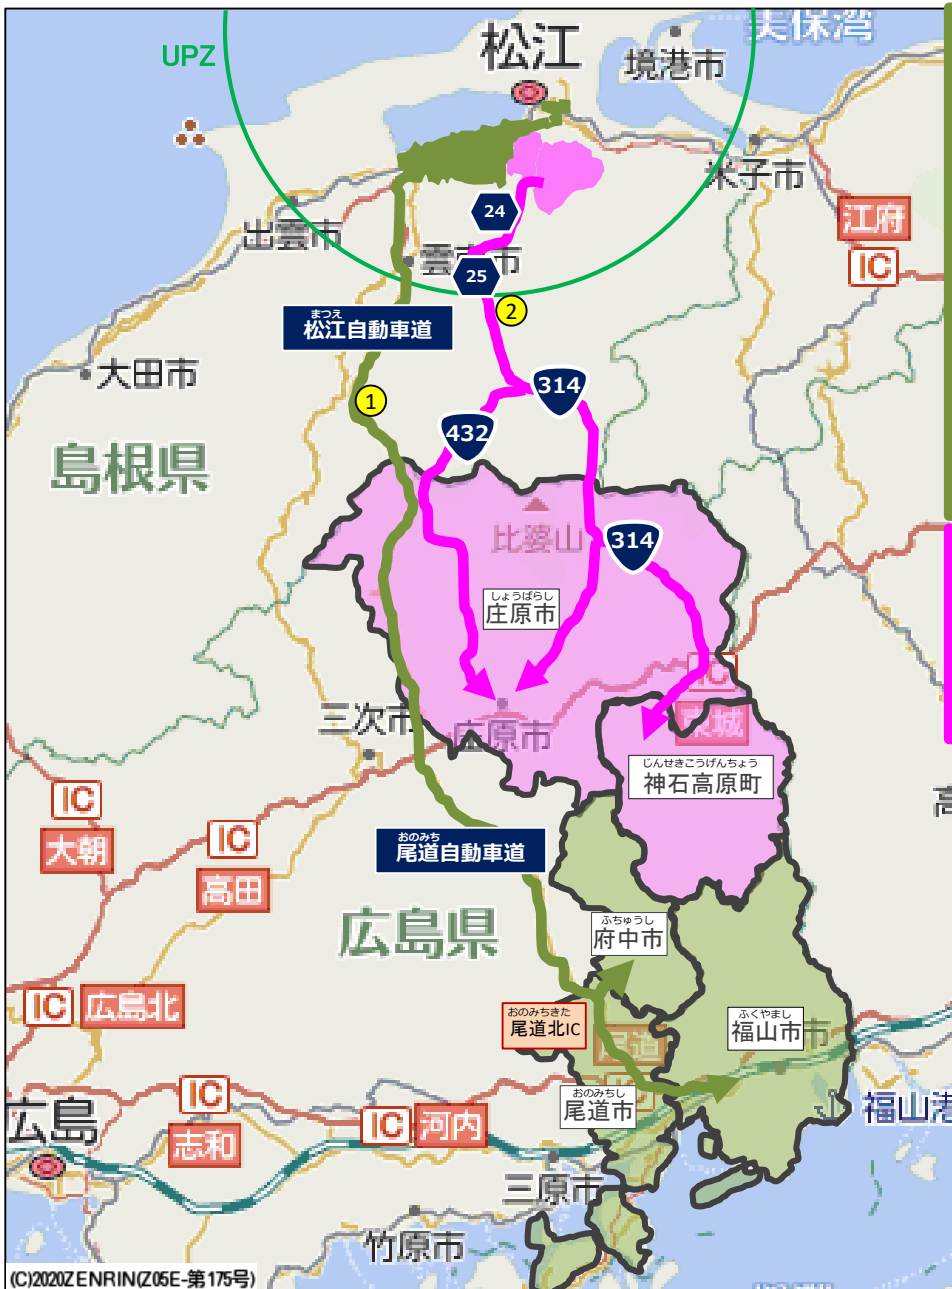 美保湾
松江
UPZ
境港市
米子市
24
江府
出雲市
IC
雲南市
25
2
まつえ
松江自動車道
大田市
314
1
432
島根県
比婆山
314
しょうばらし
庄原市
IC
三次市
庄原市
東城
じんせきこうげんちょう
神石高原町
IC
IC
大朝
おのみち
尾道自動車道
高田
ふちゅうし
府中市
広島県
IC
広島北
おのみちきた
尾道北IC
ふくやまし
福山市
市
尾道
おのみちし
尾道市
IC
広島
IC
河内
福山港
志和
三原市
竹原市
(C)2020ZENRIN(Z05E-第175号)